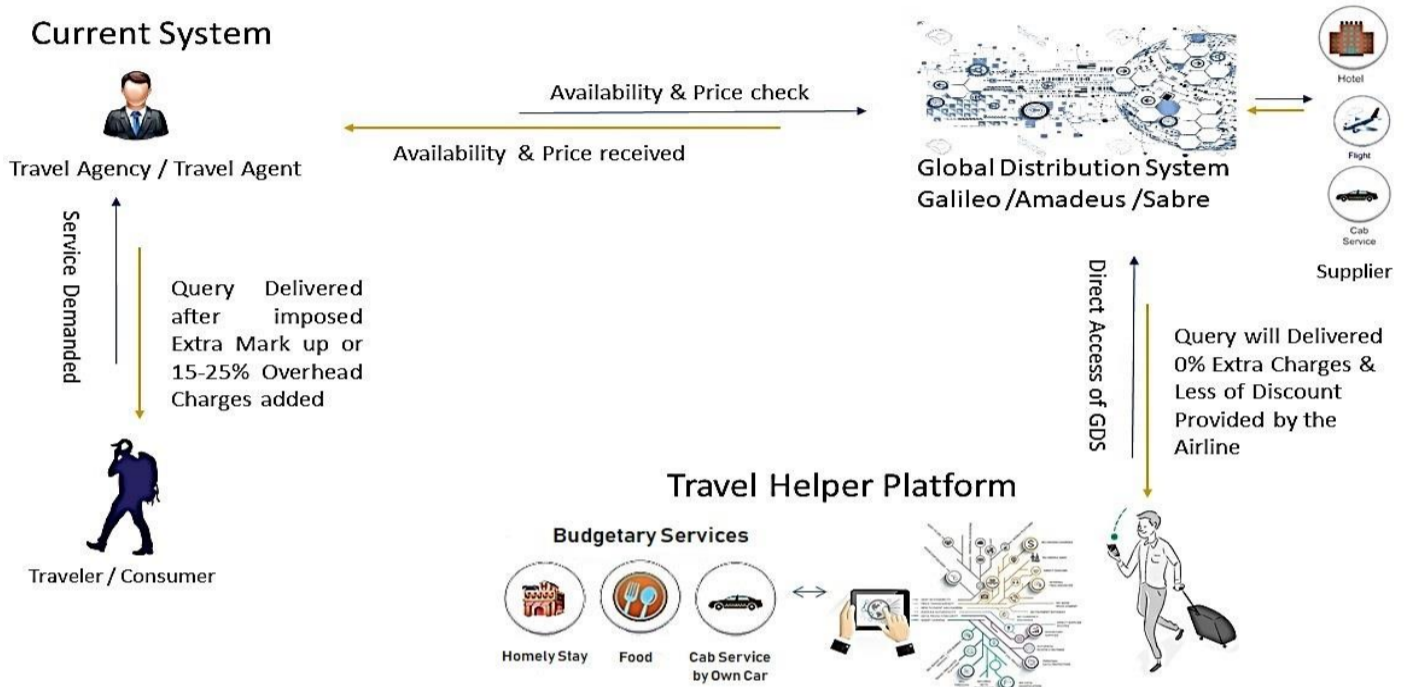 Current System
Travel Agency / Travel Agent
Availability & Price check
Availability & Price received
Global Distribution System
Galileo /Amadeus /Sabre
Hotel
Flight
Cab
Service
Supplier
Service Demanded
Query Delivered
after imposed
Extra Mark up or
15-25% Overhead
Charges added
Traveler / Consumer
Direct Access of GDS
Query will Delivered
0% Extra Charges &
Less of Discount
Provided by the
Airline
Travel Helper Platform
Budgetary Services
Homely Stay
Food
Cab Service
by Own Car